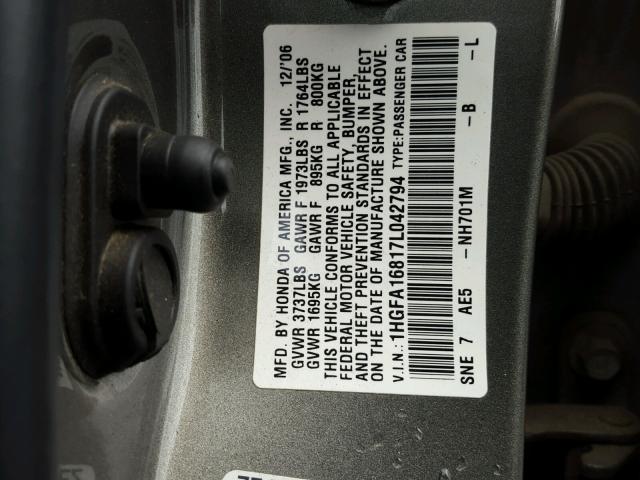 MFD. BY HONDA OF AMERICA MFG., INC. 12/'06
GVWR 3737LBS GAWR F 1973LBS R 1764LBS
GVWR 1695KG GAWR F 895KG R 800KG
THIS VEHICLE CONFORMS TO ALL APPLICABLE
FEDERAL MOTOR VEHICLE SAFETY, BUMPER,
AND THEFT PREVENTION STANDARDS IN EFFECT
ON THE DATE OF MANUFACTURE SHOWN ABOVE.
V.I.N.: 1HGFA16817L042794 TYPE:PASSENGER CAR
SNE 7 AE5 -NH701M -B -L